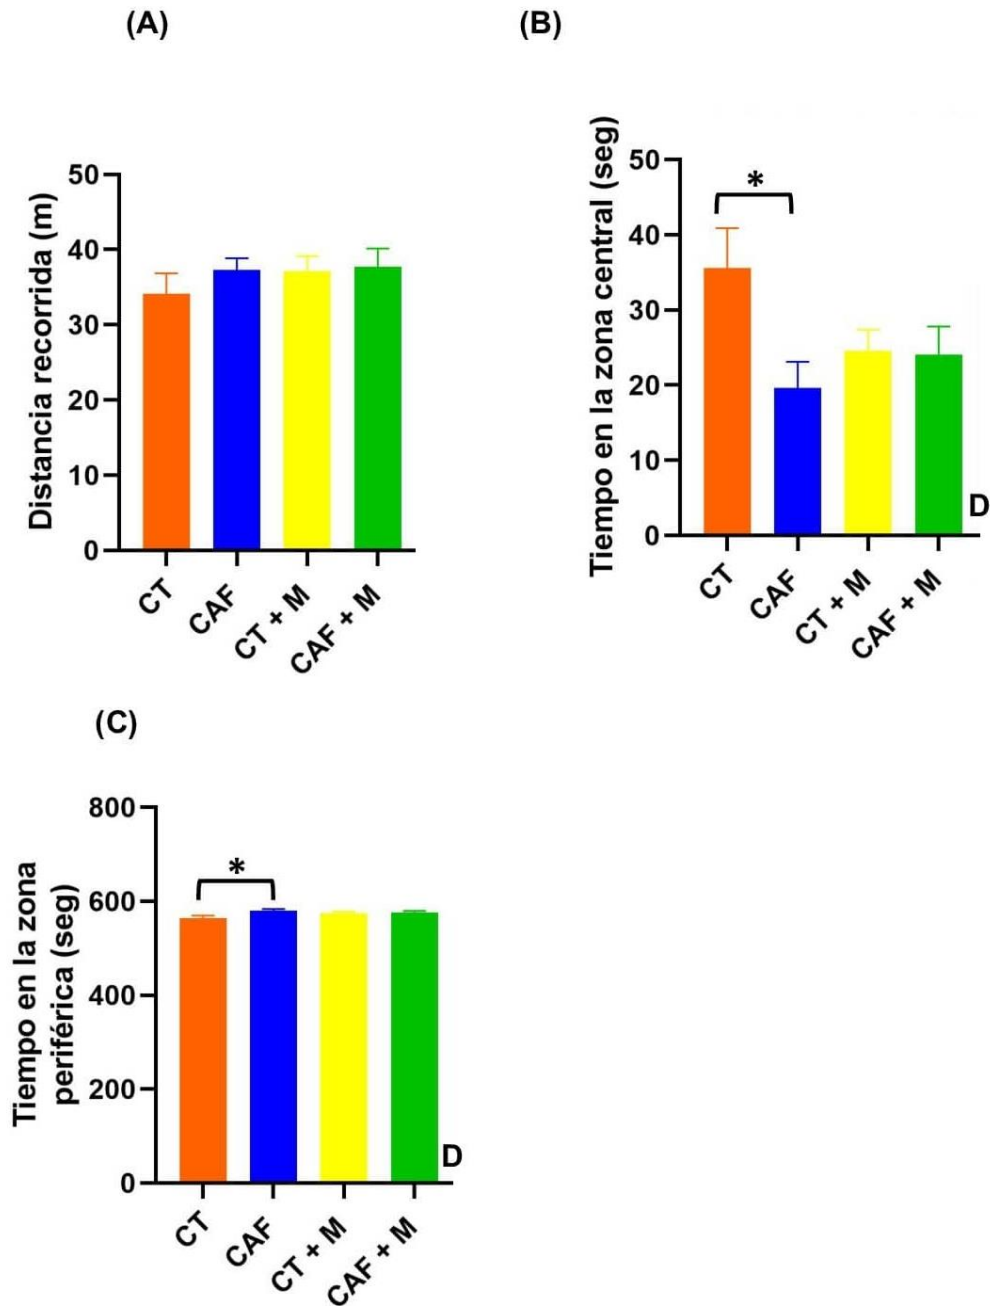 (A)
(B)
Distancia recorrida (m)
50
40
30
20
10
0
CT
CAF
CT + M
CAF + M
Tiempo en la zona central (seg)
50
40
30
20
10
0
*
D
CT
CAF
CT + M
CAF + M
(C)
Tiempo en la zona
periférica (seg)
800
600
400
200
0
*
D
CT
CAF
CT + M
CAF + M